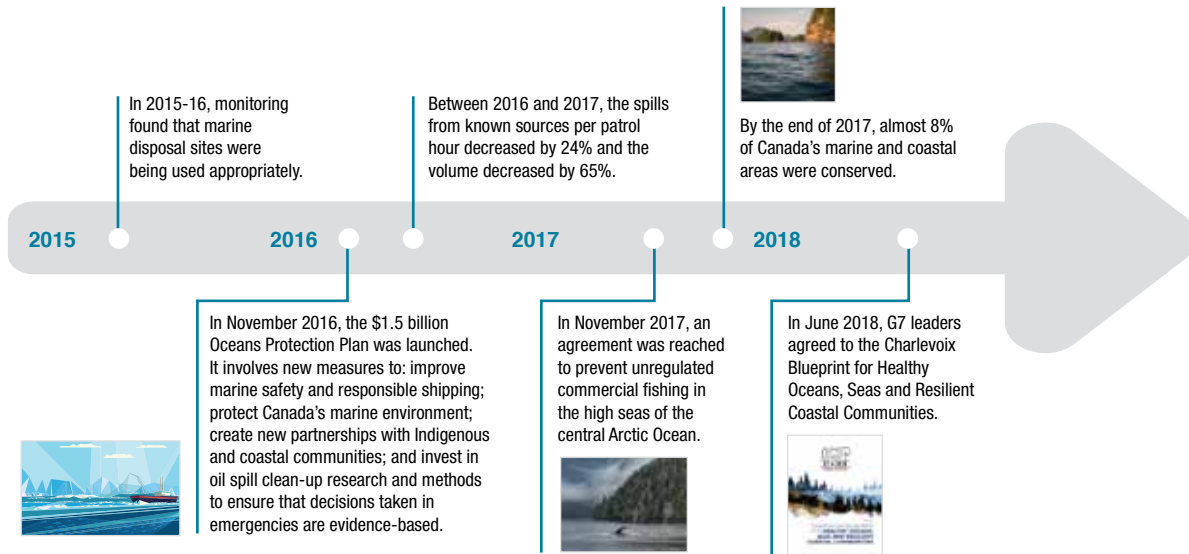 In 2015-16, monitoring
found that marine
disposal sites were
being used appropriately.
Between 2016 and 2017, the spills
from known sources per patrol
hour decreased by 24% and the
volume decreased by 65%.
By the end of 2017, almost 8%
of Canada's marine and coastal
areas were conserved.
2015
2016
2017
2018
In November 2016, the $1.5 billion
Oceans Protection Plan was launched.
It involves new measures to: improve
marine safety and responsible shipping;
protect Canada's marine environment;
create new partnerships with Indigenous
and coastal communities; and invest in
oil spill clean-up research and methods
to ensure that decisions taken in
emergencies are evidence-based.
In November 2017, an
agreement was reached
to prevent unregulated
commercial fishing in
the high seas of the
central Arctic Ocean.
In June 2018, G7 leaders
agreed to the Charlevoix
Blueprint for Healthy
Oceans, Seas and Resilient
Coastal Communities.